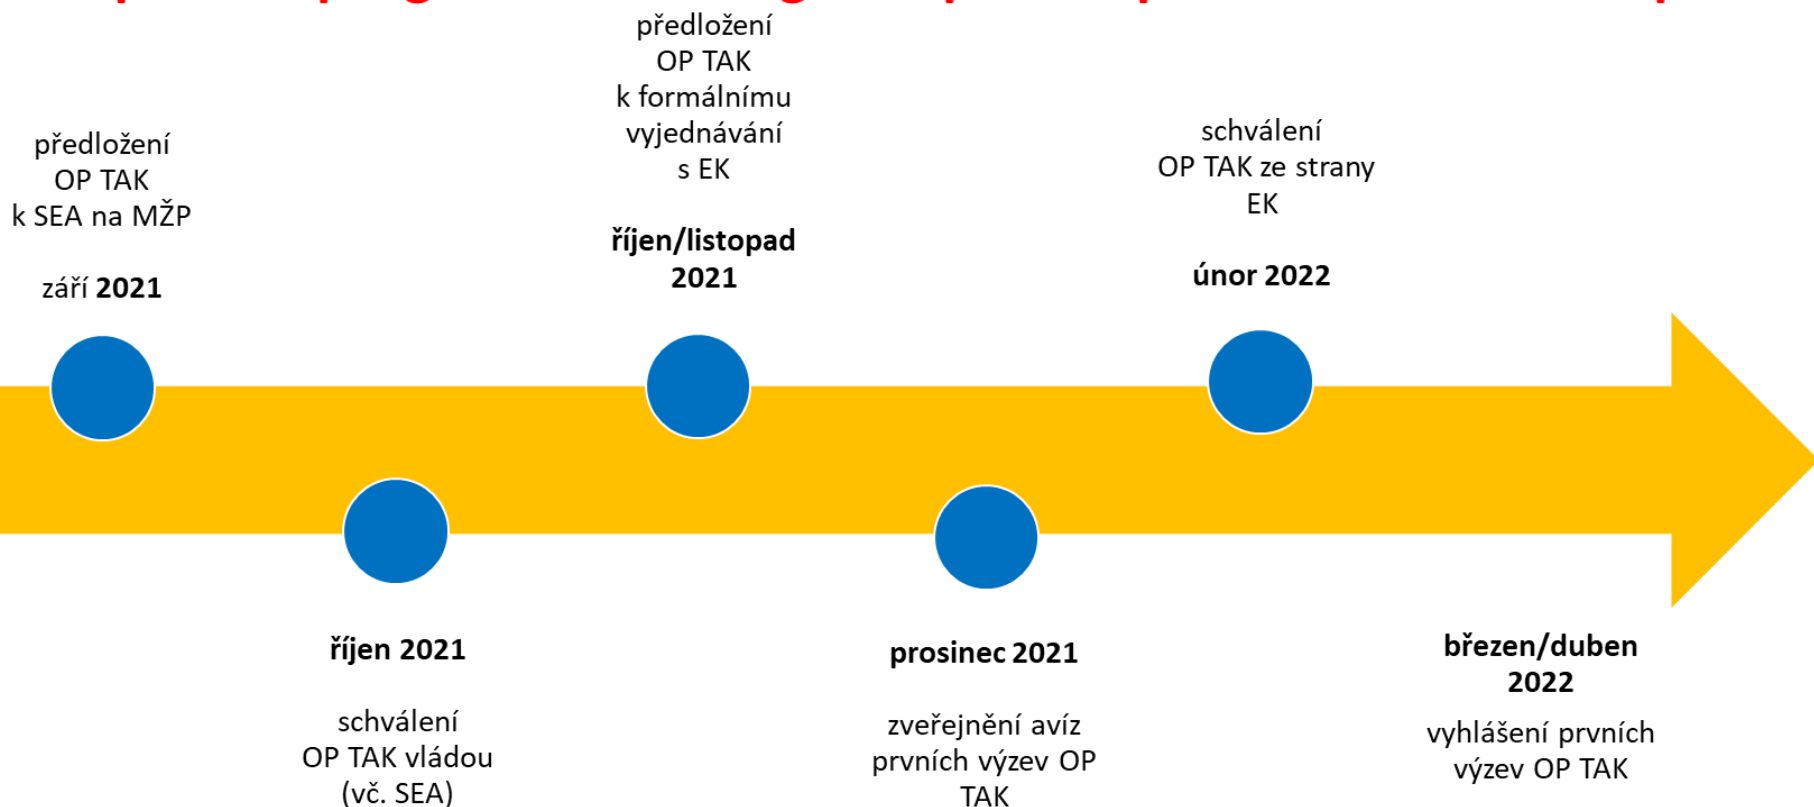 předložení
OP TAK
k SEA na MŽP
září 2021
říjen 2021
schválení
OP TAK vládou
(vč. SEA)
předložení
OP TAK
k formálnímu
vyjednávání
s EK
říjen/listopad
2021
prosinec 2021
zveřejnění avíz
prvních výzev OP
TAK
schválení
OP TAK ze strany
EK
únor 2022
březen/duben
2022
vyhlášení prvních
výzev OP TAK